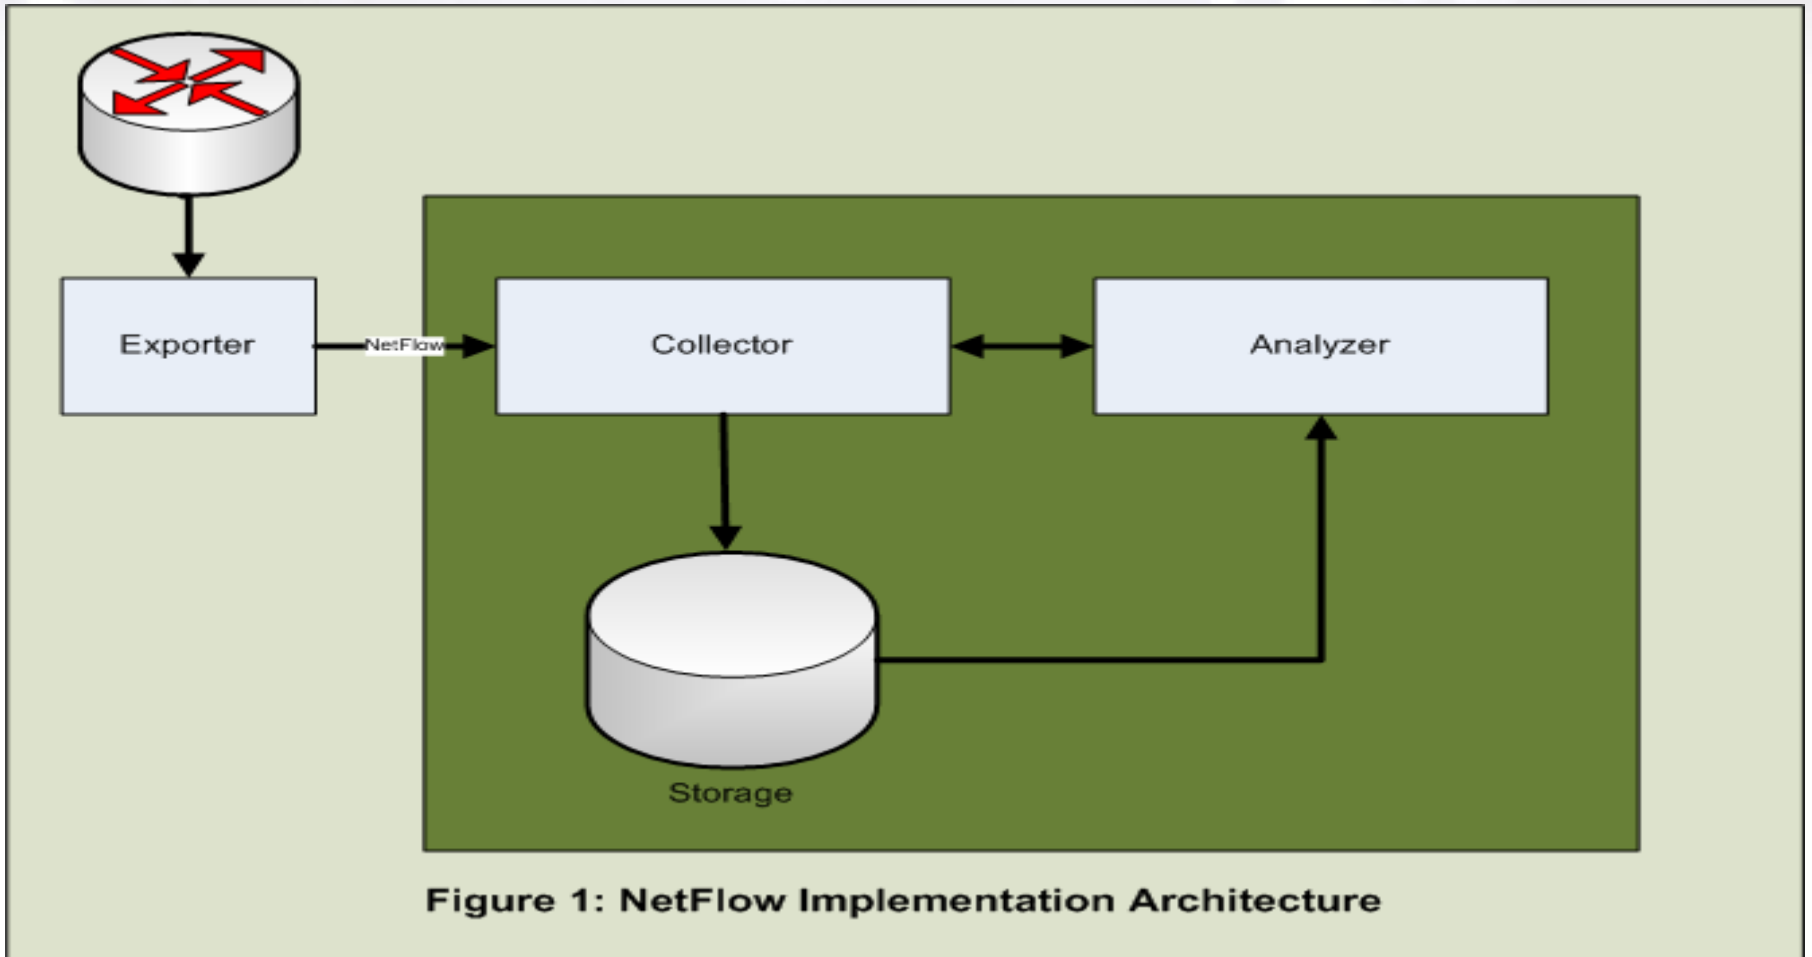 Exporter
NetFlow
Collector
Analyzer
Storage
Figure 1: NetFlow Implementation Architecture